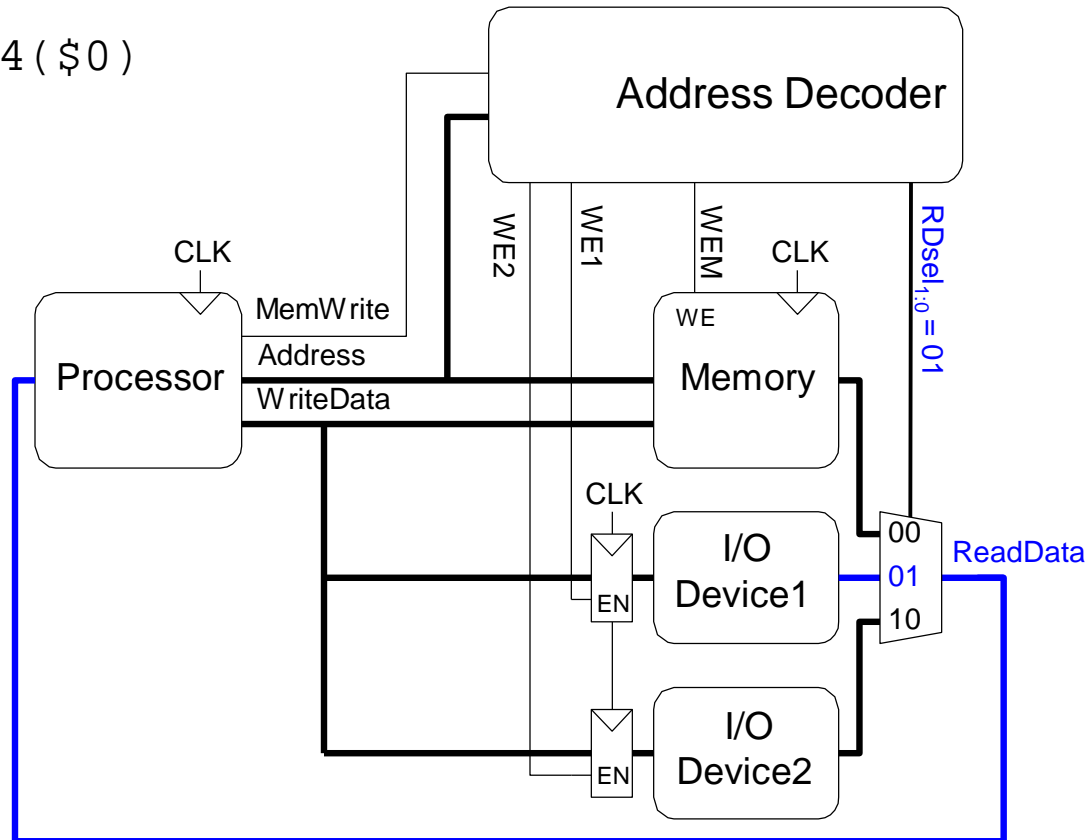 4($0)
Address Decoder
WE2
WE1
WEM
RDsel1:0 = 01
CLK
CLK
MemWrite
WE
Address
Processor
Memory
WriteData
CLK
I/O
Device1
EN
00
01
10
ReadData
I/O
Device2
EN